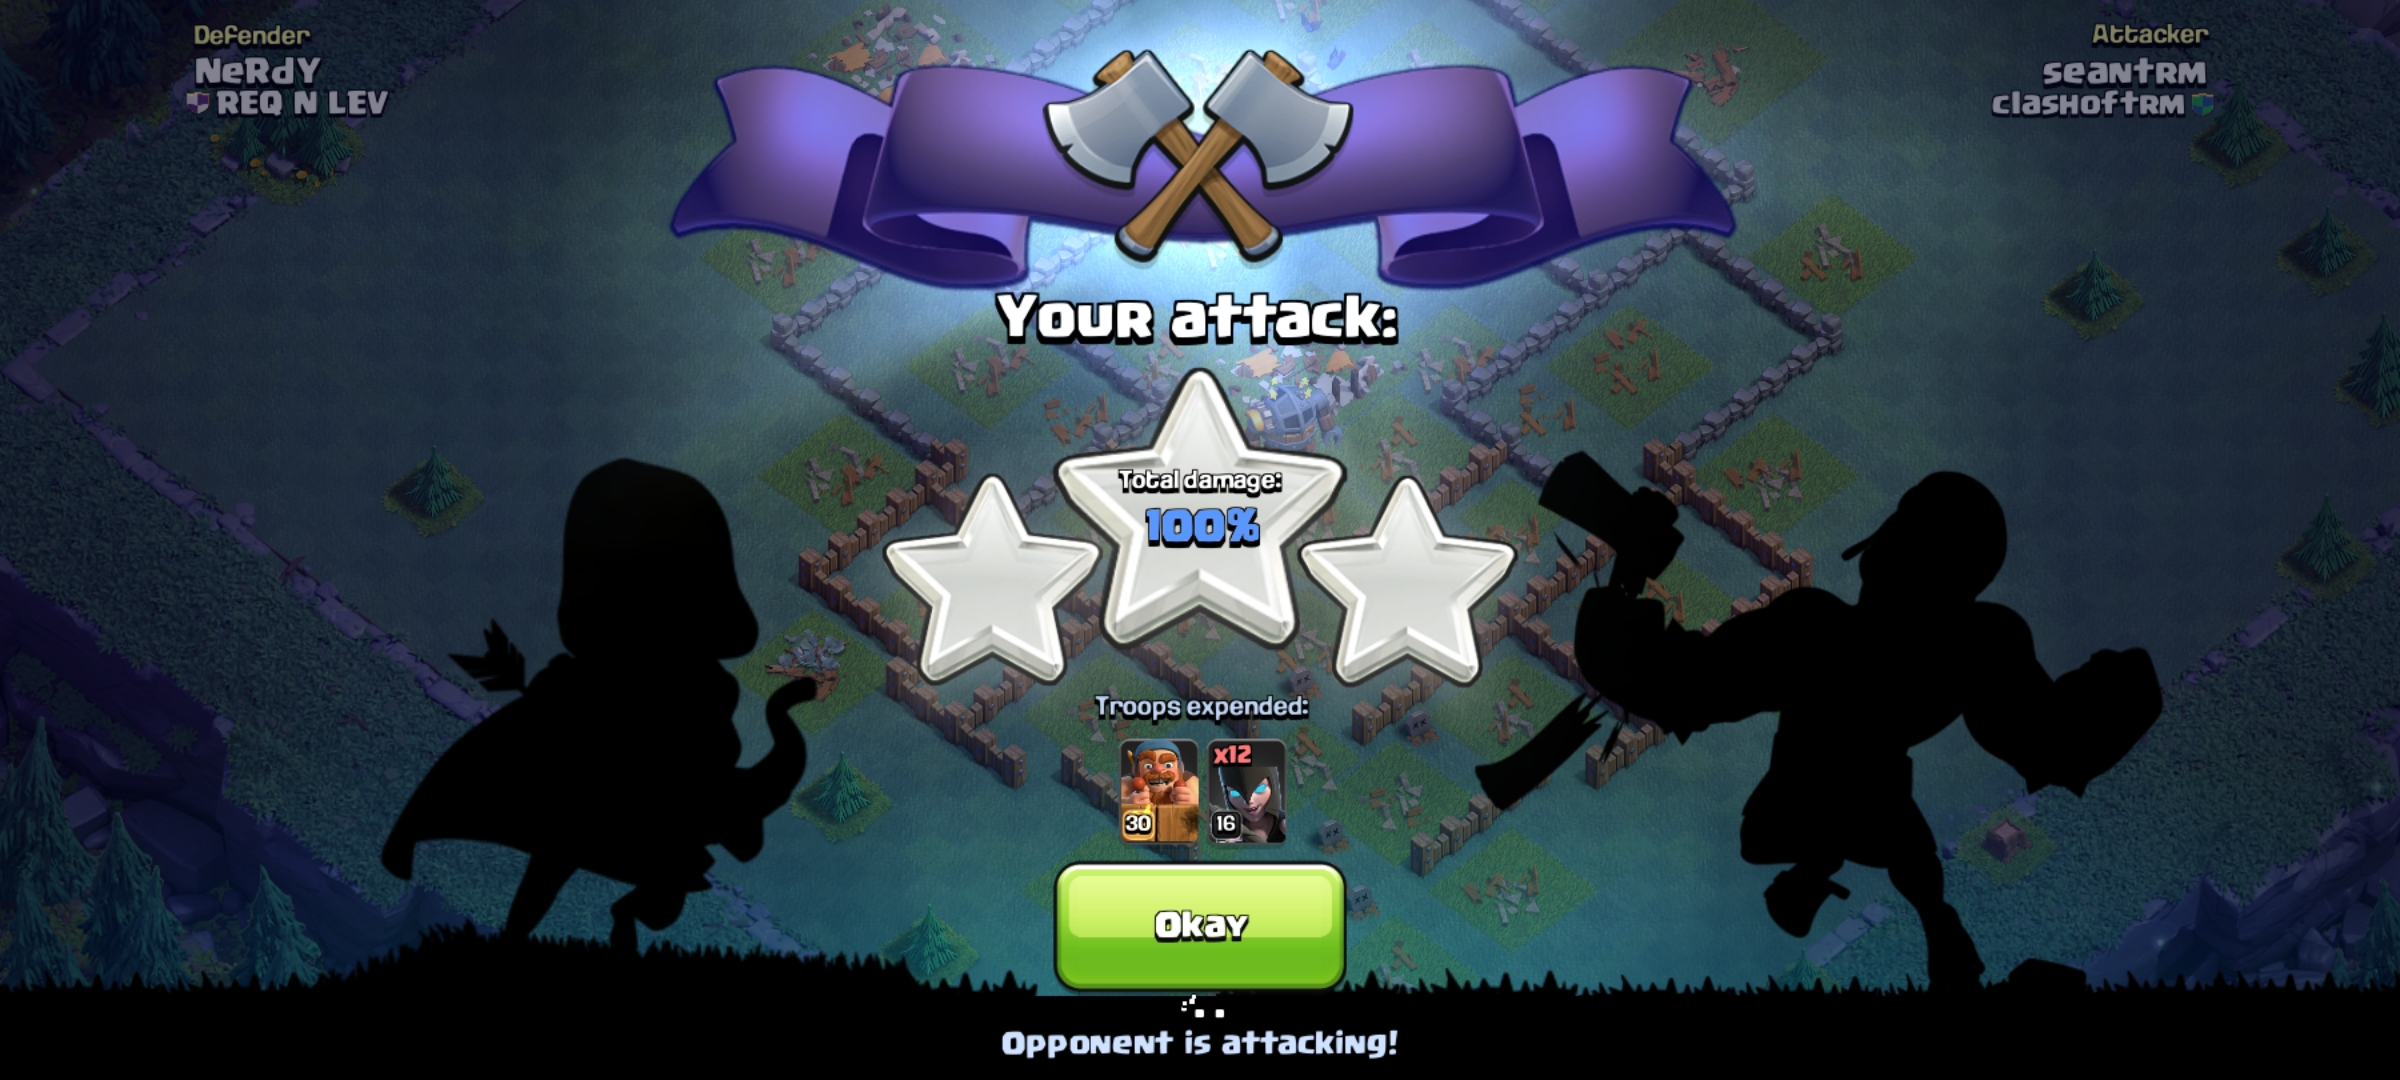 Defender
NeRdY
REQ N LEV
Attacker
seantRM
clashoftRM
Your attack:
Total damage:
100%
Troops expended:
x12
30
16
Okay
Opponent is attacking!